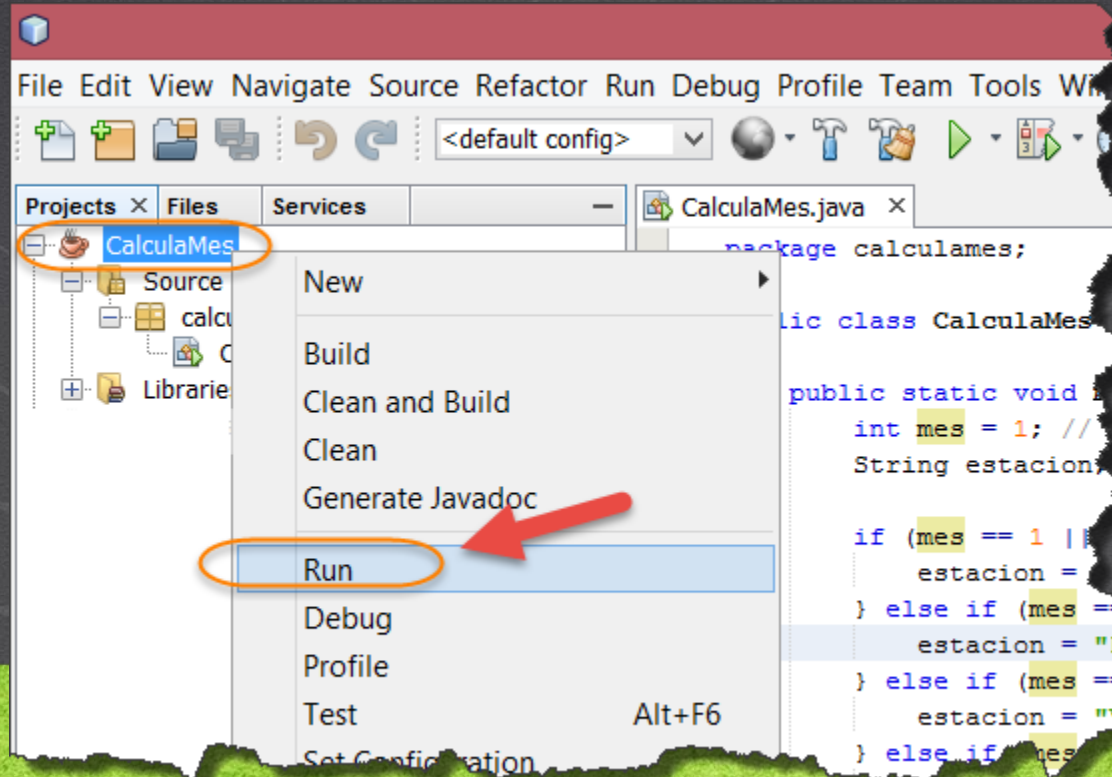 File Edit View Navigate Source Refactor Run Debug Profile Team Tools
<default config>
Projects Files Services
CalculaMes.java
CalculaMes
Source
Build
New
Clean and Build
Clean
Generate Javadoc
Run
Debug
Profile
Test Alt+F6
Set Configuration
package calculames;
class CalculaMes
public static void
int mes = 1; //
String estacion;
if (mes == 1 ||
estacion =
} else if (mes ==
estacion = "
} else if (mes ==
estacion = "
} else if (mes